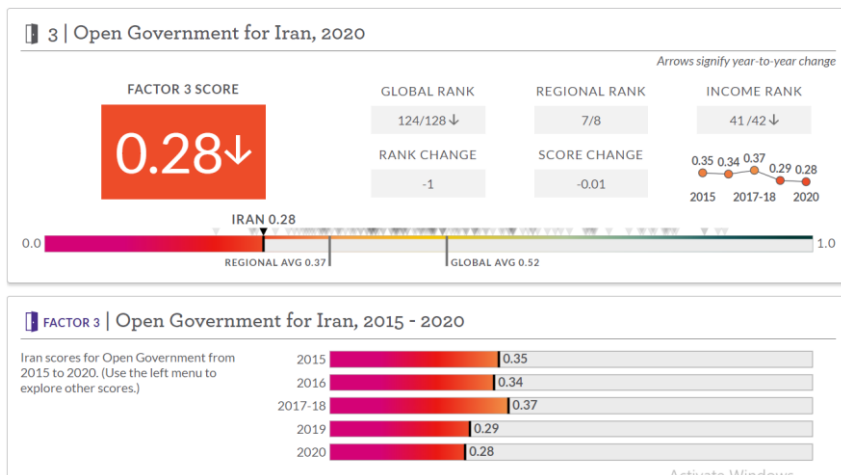 3 | Open Government for Iran, 2020
Arrows signify year-to-year change
FACTOR 3 SCORE
0.28↓
GLOBAL RANK
124/128 ↓
REGIONAL RANK
7/8
INCOME RANK
41/42 ↓
RANK CHANGE
-1
SCORE CHANGE
-0.01
0.35 0.34 0.37 0.29 0.28
2015 2017-18 2020
IRAN 0.28
0.0
1.0
REGIONAL AVG 0.37
GLOBAL AVG 0.52
FACTOR 3 | Open Government for Iran, 2015 - 2020
Iran scores for Open Government from
2015 to 2020. (Use the left menu to
explore other scores.)
2015 0.35
2016 0.34
2017-18 0.37
2019 0.29
2020 0.28
Activate Windows